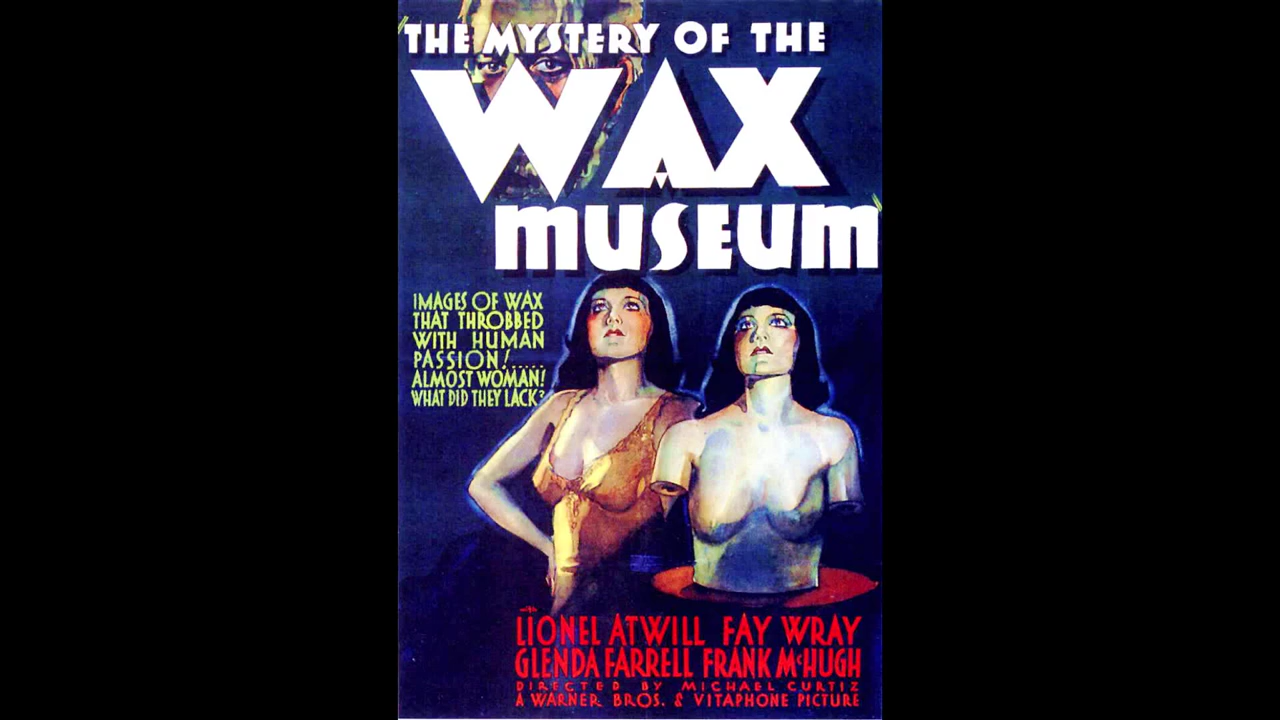 THE MYSTERY OF THE
WAX
MUSEUM
IMAGES OF WAX
THAT THROBBED
WITH HUMAN
PASSION!......
ALMOST WOMAN!
WHAT DID THEY LACK?
with
LIONEL ATWILL FAY WRAY
GLENDA FARRELL FRANK McHUGH
DIRECTED BY MICHAEL CURTIZ
A WARNER BROS. & VITAPHONE PICTURE